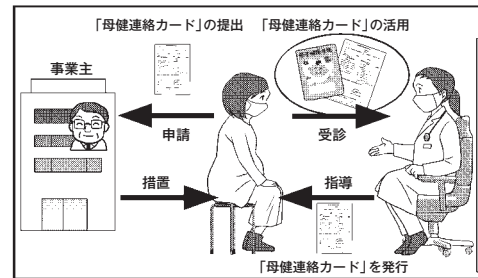 「母健連絡カード」の提出
「母健連絡カード」の活用
事業主
申請
受診
措置
指導
「母健連絡カード」を発行